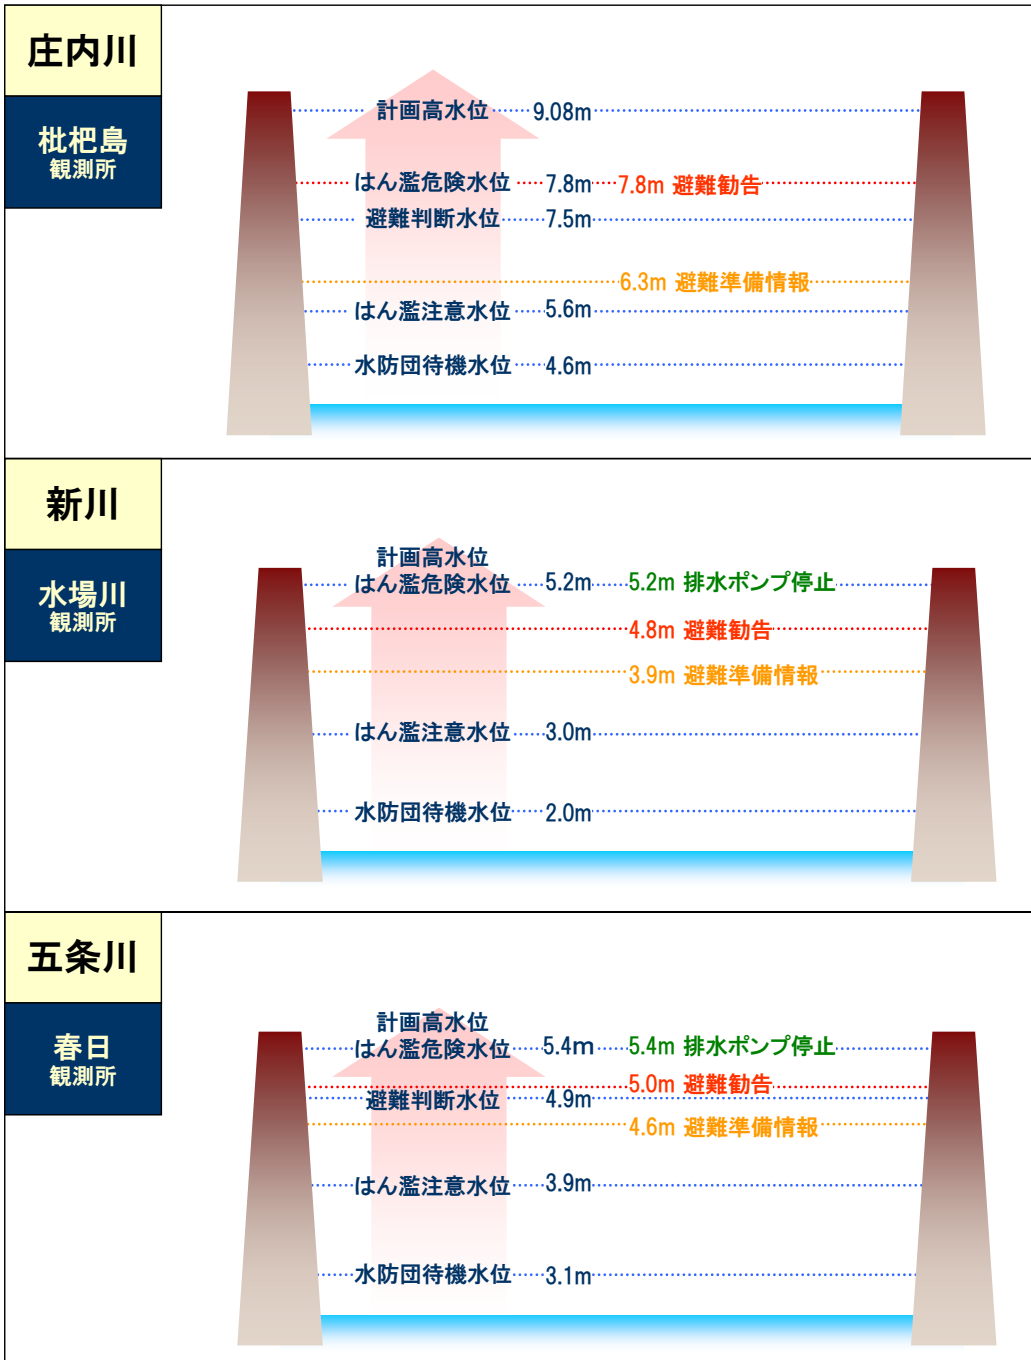 庄内川
枇杷島
観測所
計画高水位 9.08m
はん濫危険水位 7.8m 7.8m 避難勧告
避難判断水位 7.5m
6.3m 避難準備情報
はん濫注意水位 5.6m
水防団待機水位 4.6m
新川
水場川
観測所
計画高水位
はん濫危険水位 5.2m 5.2m 排水ポンプ停止
4.8m 避難勧告
3.9m 避難準備情報
はん濫注意水位 3.0m
水防団待機水位 2.0m
五条川
春日
観測所
計画高水位
はん濫危険水位 5.4m 5.4m 排水ポンプ停止
5.0m 避難勧告
避難判断水位 4.9m
4.6m 避難準備情報
はん濫注意水位 3.9m
水防団待機水位 3.1m